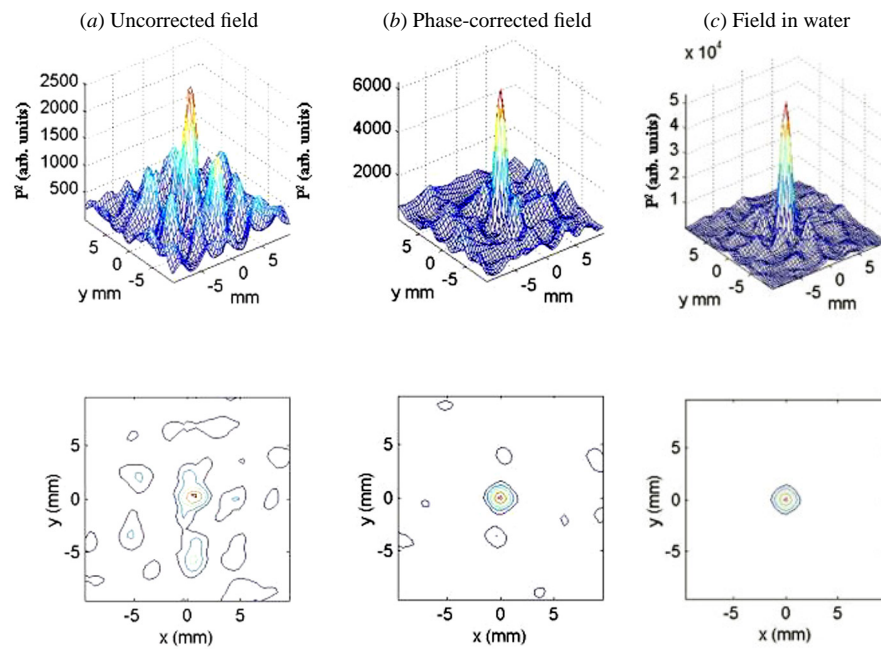 (a) Uncorrected field
(b) Phase-corrected field
(c) Field in water
2500
2000
1500
1000
500
P² (arb. units)
5
0
-5
y mm
-5
0
5
mm
6000
4000
2000
P² (arb. units)
5
0
-5
y mm
-5
0
5
mm
x 10⁴
5
4
3
2
1
P² (arb. units)
5
0
-5
y mm
-5
0
5
mm
5
0
-5
y (mm)
-5
0
5
x (mm)
5
0
-5
y (mm)
-5
0
5
x (mm)
5
0
-5
y (mm)
-5
0
5
x (mm)